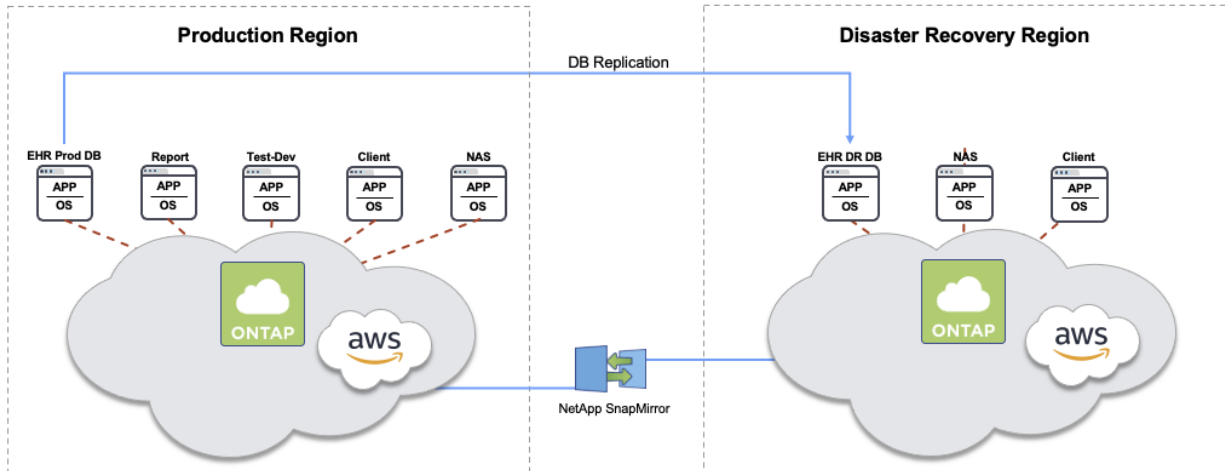 Production Region
Disaster Recovery Region
DB Replication
EHR Prod DB
Report
Test-Dev
Client
NAS
EHR DR DB
NAS
Client
APP
OS
APP
OS
APP
OS
APP
OS
APP
OS
APP
OS
APP
OS
APP
OS
ONTAP
aws
ONTAP
aws
NetApp SnapMirror